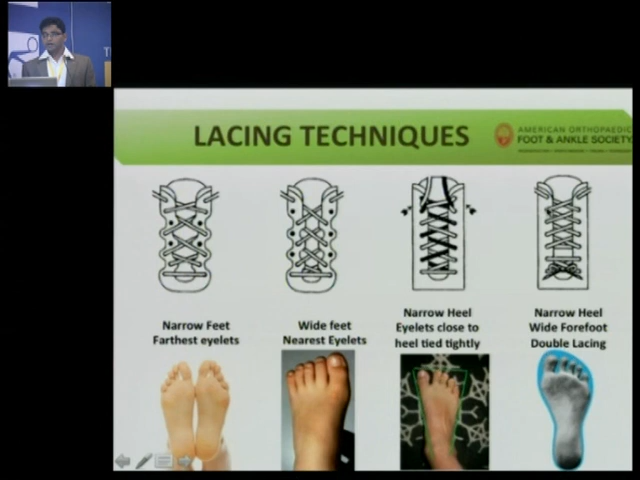 LACING TECHNIQUES
AMERICAN ORTHOPAEDIC
FOOT & ANKLE SOCIETY
Narrow Feet
Farthest eyelets
Wide feet
Nearest Eyelets
Narrow Heel
Eyelets close to
heel tied tightly
Narrow Heel
Wide Forefoot
Double Lacing